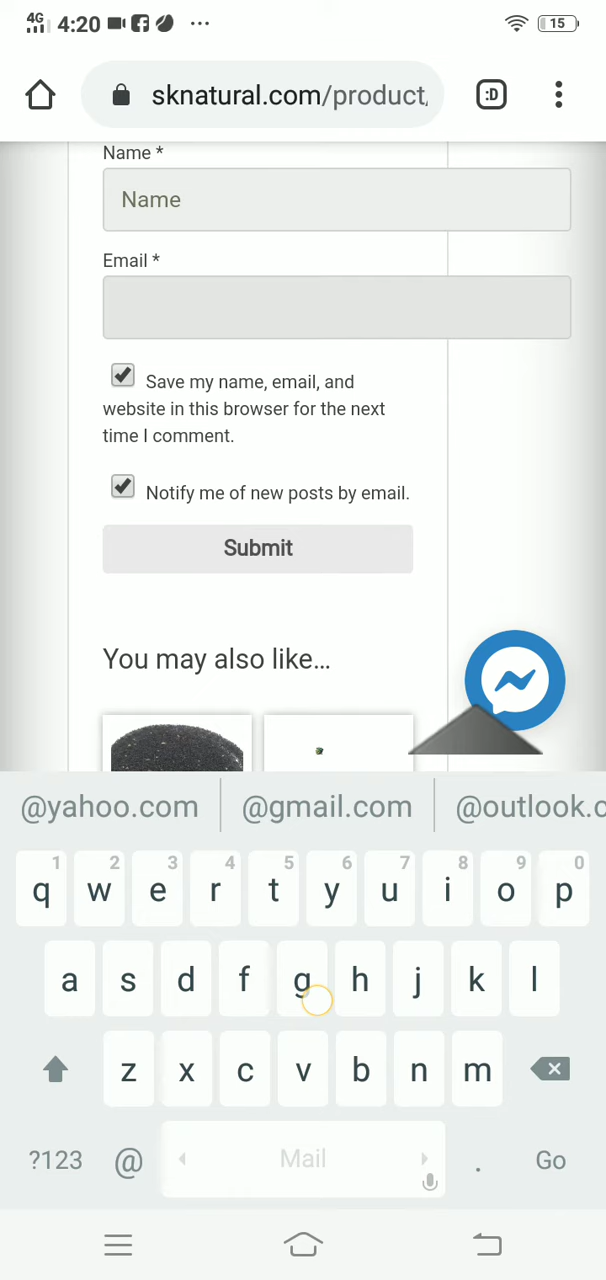 4G 4:20 ... 15
sknatural.com/product,
:D
Name *
Name
Email *
Save my name, email, and
website in this browser for the next
time I comment.
Notify me of new posts by email.
Submit
You may also like...
@yahoo.com @gmail.com @outlook.c
1 2 3 4 5 6 7 8 9 0
q w e r t y u i o p
a s d f g h j k l
z x c v b n m
?123 @ Mail . Go